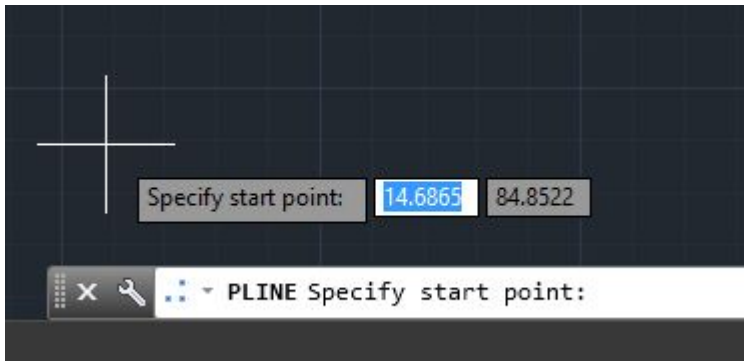 Specify start point: 14.6865 84.8522
PLINE Specify start point: